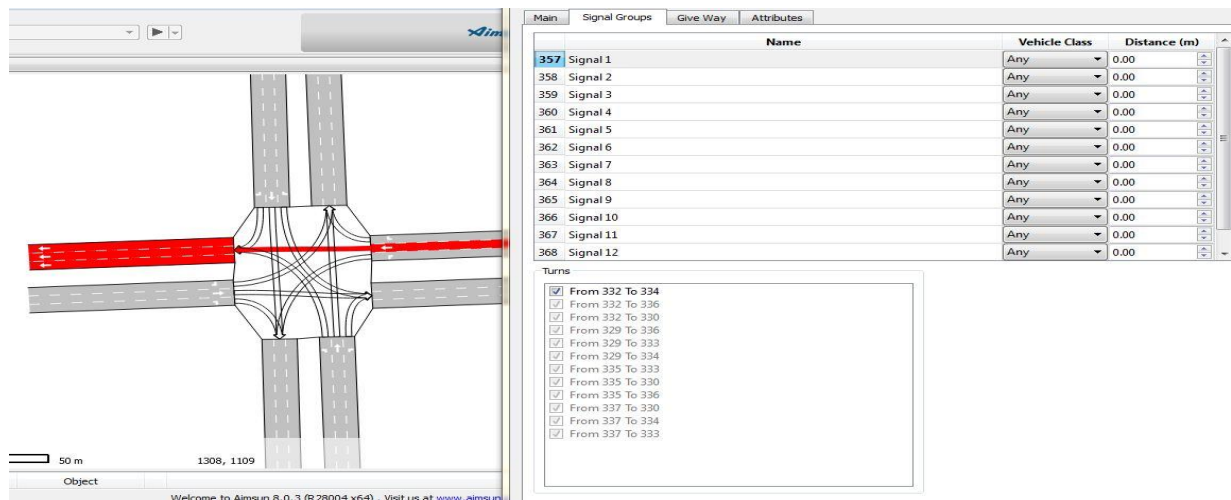 Aim
50 m
1308, 1109
Object
Welcome to Aimsun 8.0.3 (R28004 x64) . Visit us at www.aimsun
Main Signal Groups Give Way Attributes
Name Vehicle Class Distance (m)
357 Signal 1 Any 0.00
358 Signal 2 Any 0.00
359 Signal 3 Any 0.00
360 Signal 4 Any 0.00
361 Signal 5 Any 0.00
362 Signal 6 Any 0.00
363 Signal 7 Any 0.00
364 Signal 8 Any 0.00
365 Signal 9 Any 0.00
366 Signal 10 Any 0.00
367 Signal 11 Any 0.00
368 Signal 12 Any 0.00
Turns
From 332 To 334
From 332 To 336
From 332 To 330
From 329 To 336
From 329 To 333
From 329 To 334
From 335 To 333
From 335 To 330
From 335 To 336
From 337 To 330
From 337 To 334
From 337 To 333